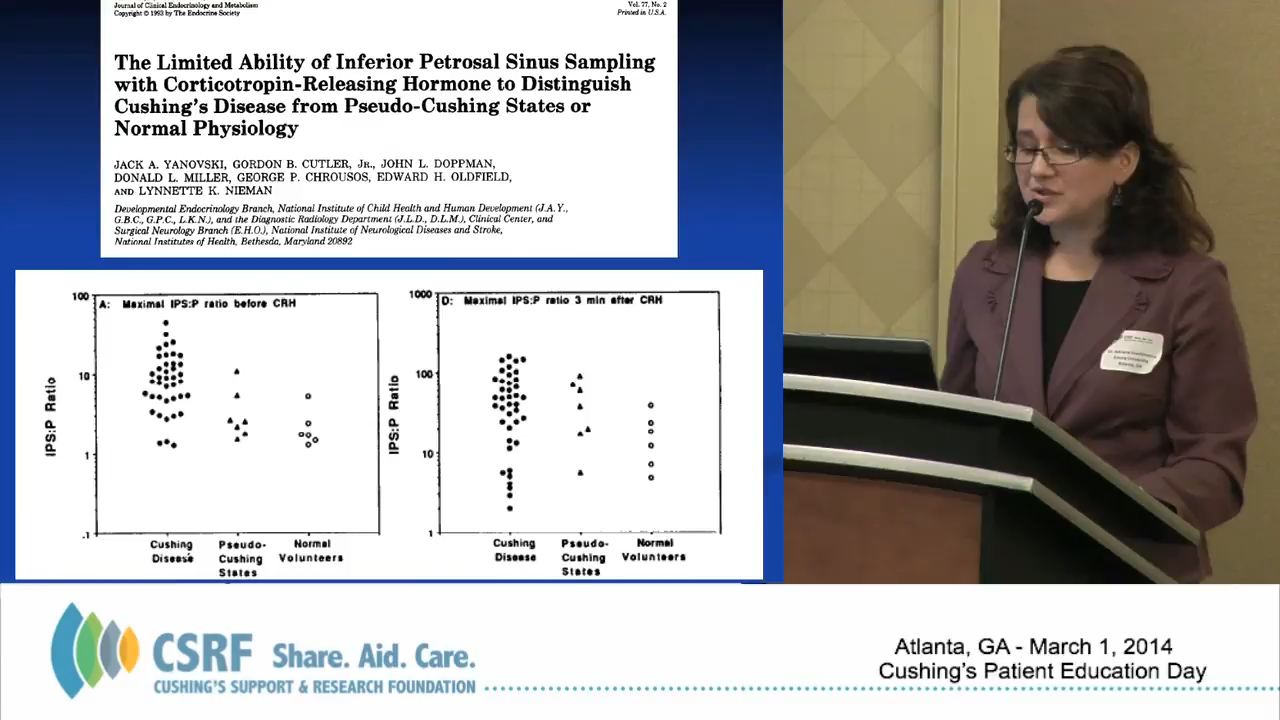 Journal of Clinical Endocrinology and Metabolism
Copyright © 1993 by The Endocrine Society
Vol. 77, No. 2
Printed in U.S.A.
The Limited Ability of Inferior Petrosal Sinus Sampling
with Corticotropin-Releasing Hormone to Distinguish
Cushing's Disease from Pseudo-Cushing States or
Normal Physiology
JACK A. YANOVSKI, GORDON B. CUTLER, JR., JOHN L. DOPPMAN,
DONALD L. MILLER, GEORGE P. CHROUSOS, EDWARD H. OLDFIELD,
AND LYNNETTE K. NIEMAN
Developmental Endocrinology Branch, National Institute of Child Health and Human Development (J.A.Y.,
G.B.C., G.P.C., L.K.N.), and the Diagnostic Radiology Department (J.L.D., D.L.M.), Clinical Center, and
Surgical Neurology Branch (E.H.O.), National Institute of Neurological Diseases and Stroke,
National Institutes of Health, Bethesda, Maryland 20892
A: Maximal IPS:P ratio before CRH
100
10
1
.1
IPS:P Ratio
Cushing
Disease
Pseudo-
Cushing
States
Normal
Volunteers
D: Maximal IPS:P ratio 3 min after CRH
1000
100
10
1
IPS:P Ratio
Cushing
Disease
Pseudo-
Cushing
States
Normal
Volunteers
CSRF Share. Aid. Care.
CUSHING'S SUPPORT & RESEARCH FOUNDATION
Atlanta, GA - March 1, 2014
Cushing's Patient Education Day